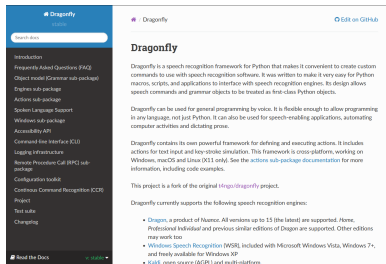 Dragonfly
stable
Search docs
Introduction
Frequently Asked Questions (FAQ)
Object model (Grammar sub-package)
Engines sub-package
Actions sub-package
Spoken Language Support
Windows sub-package
Accessibility API
Command-line Interface (CLI)
Logging Infrastructure
Remote Procedure Call (RPC) sub-
package
Configuration toolkit
Continous Command Recognition (CCR)
Project
Test suite
Changelog
Read the Docs
v: stable
/ Dragonfly
Edit on GitHub
Dragonfly
Dragonfly is a speech recognition framework for Python that makes it convenient to create custom
commands to use with speech recognition software. It was written to make it very easy for Python
macros, scripts, and applications to interface with speech recognition engines. Its design allows
speech commands and grammar objects to be treated as first-class Python objects.
Dragonfly can be used for general programming by voice. It is flexible enough to allow programming
in any language, not just Python. It can also be used for speech-enabling applications, automating
computer activities and dictating prose.
Dragonfly contains its own powerful framework for defining and executing actions. It includes
actions for text input and key-stroke simulation. This framework is cross-platform, working on
Windows, macOS and Linux (X11 only). See the actions sub-package documentation for more
information, including code examples.
This project is a fork of the original t4ngo/dragonfly project.
Dragonfly currently supports the following speech recognition engines:
Dragon, a product of Nuance. All versions up to 15 (the latest) are supported. Home,
Professional Individual and previous similar editions of Dragon are supported. Other editions
may work too
Windows Speech Recognition (WSR), included with Microsoft Windows Vista, Windows 7+,
and freely available for Windows XP
Kaldi, open source (AGPL) and multi-platform.